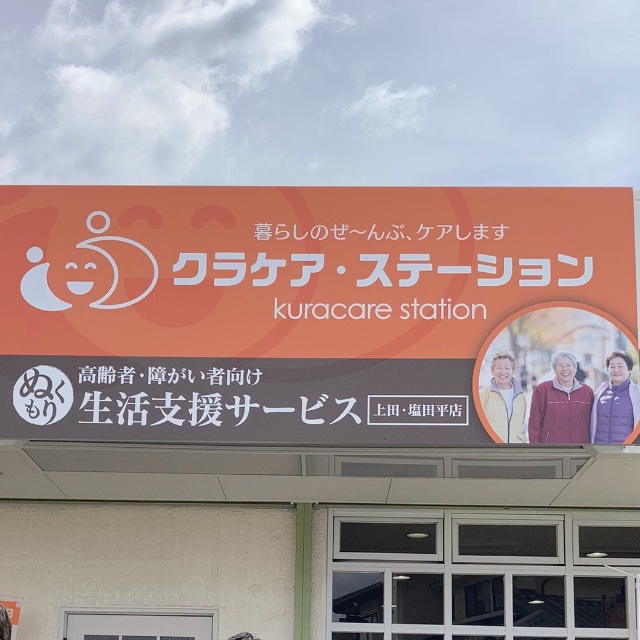 暮らしのぜ〜んぶ、ケアします
クラケア・ステーション
kuracare station
ぬくもり
高齢者・障がい者向け
生活支援サービス
上田・塩田平店